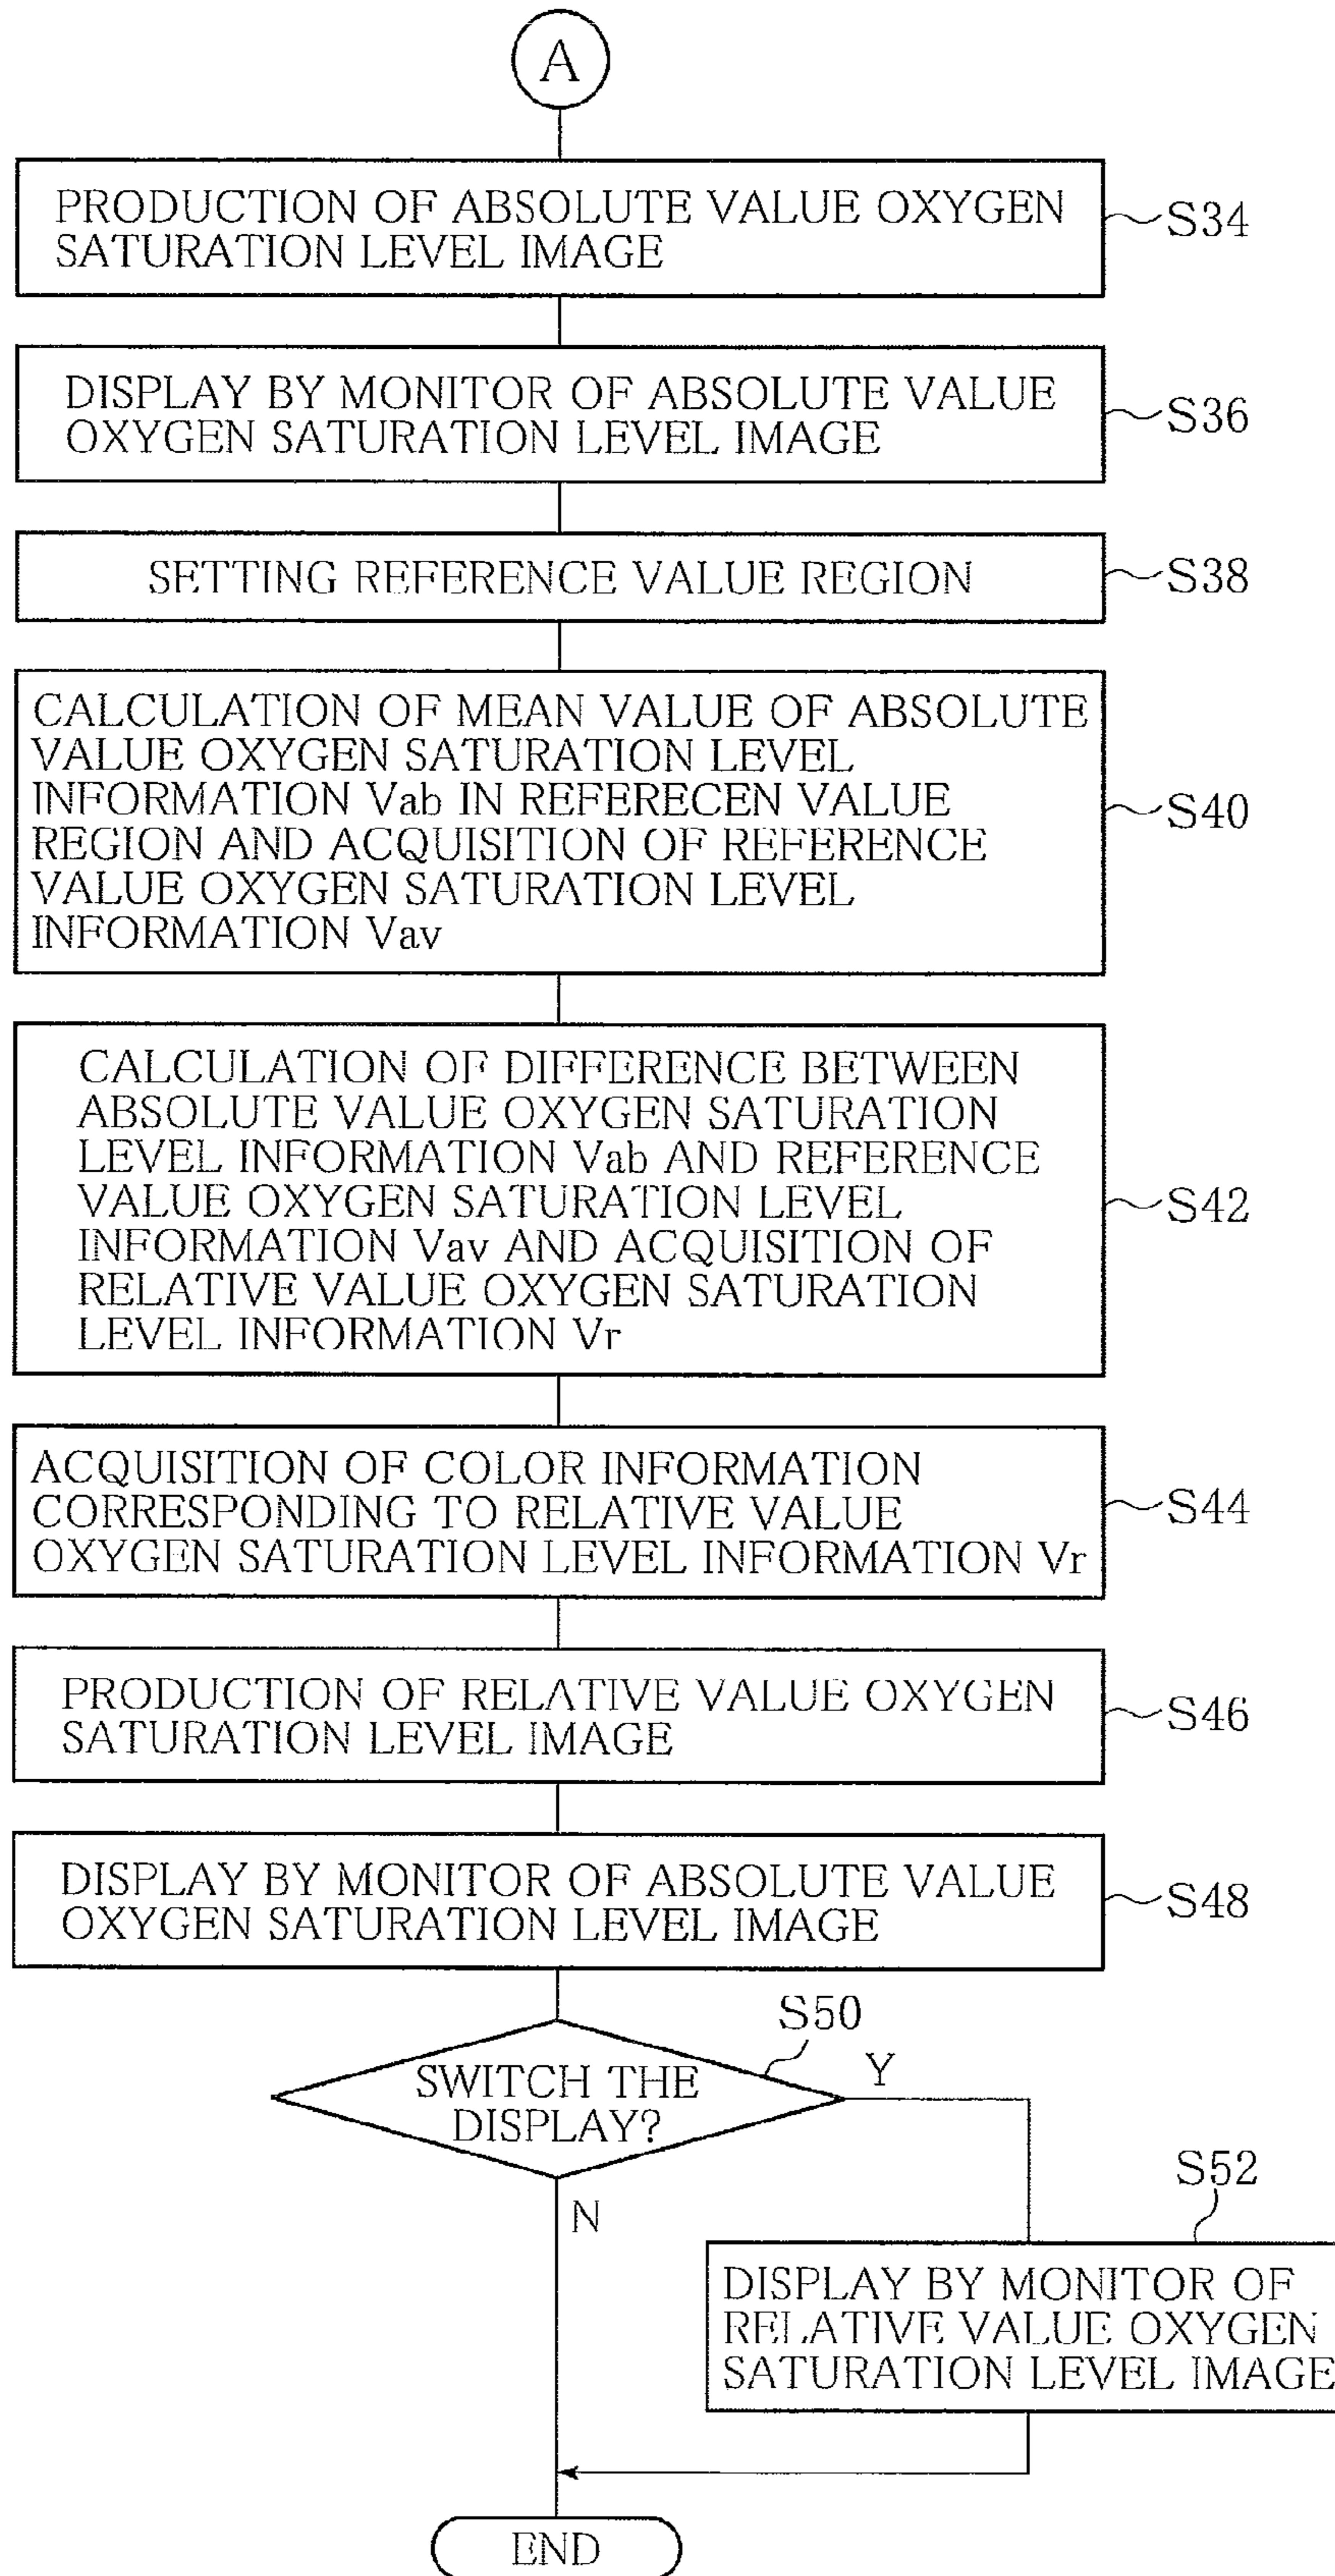 A
PRODUCTION OF ABSOLUTE VALUE OXYGEN
SATURATION LEVEL IMAGE
S34
DISPLAY BY MONITOR OF ABSOLUTE VALUE
OXYGEN SATURATION LEVEL IMAGE
S36
SETTING REFERENCE VALUE REGION
S38
CALCULATION OF MEAN VALUE OF ABSOLUTE
VALUE OXYGEN SATURATION LEVEL
INFORMATION Vab IN REFERECEN VALUE
REGION AND ACQUISITION OF REFERENCE
VALUE OXYGEN SATURATION LEVEL
INFORMATION Vav
S40
CALCULATION OF DIFFERENCE BETWEEN
ABSOLUTE VALUE OXYGEN SATURATION
LEVEL INFORMATION Vab AND REFERENCE
VALUE OXYGEN SATURATION LEVEL
INFORMATION Vav AND ACQUISITION OF
RELATIVE VALUE OXYGEN SATURATION
LEVEL INFORMATION Vr
S42
ACQUISITION OF COLOR INFORMATION
CORRESPONDING TO RELATIVE VALUE
OXYGEN SATURATION LEVEL INFORMATION Vr
S44
PRODUCTION OF RELATIVE VALUE OXYGEN
SATURATION LEVEL IMAGE
S46
DISPLAY BY MONITOR OF ABSOLUTE VALUE
OXYGEN SATURATION LEVEL IMAGE
S48
S50
SWITCH THE
DISPLAY?
Y
N
S52
DISPLAY BY MONITOR OF
RELATIVE VALUE OXYGEN
SATURATION LEVEL IMAGE
END